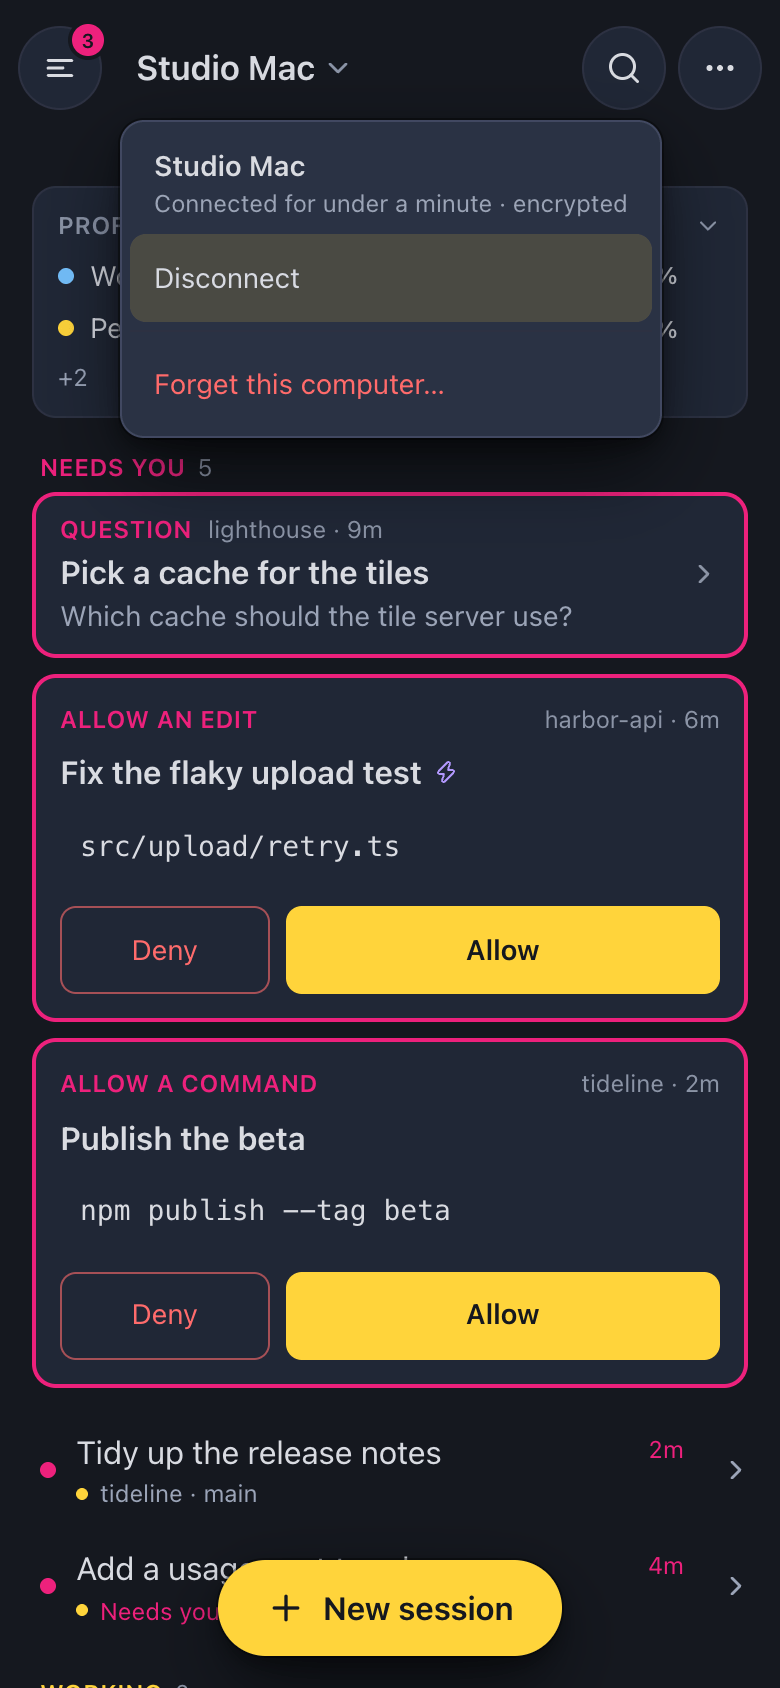 3
Studio Mac
Studio Mac
Connected for under a minute · encrypted
Disconnect
%
%
+2
Forget this computer...
NEEDS YOU 5
QUESTION lighthouse · 9m
Pick a cache for the tiles
Which cache should the tile server use?
ALLOW AN EDIT harbor-api · 6m
Fix the flaky upload test
src/upload/retry.ts
Deny Allow
ALLOW A COMMAND tideline · 2m
Publish the beta
npm publish --tag beta
Deny Allow
Tidy up the release notes 2m
tideline · main
Add a 4m
Needs you
+ New session
WORKING